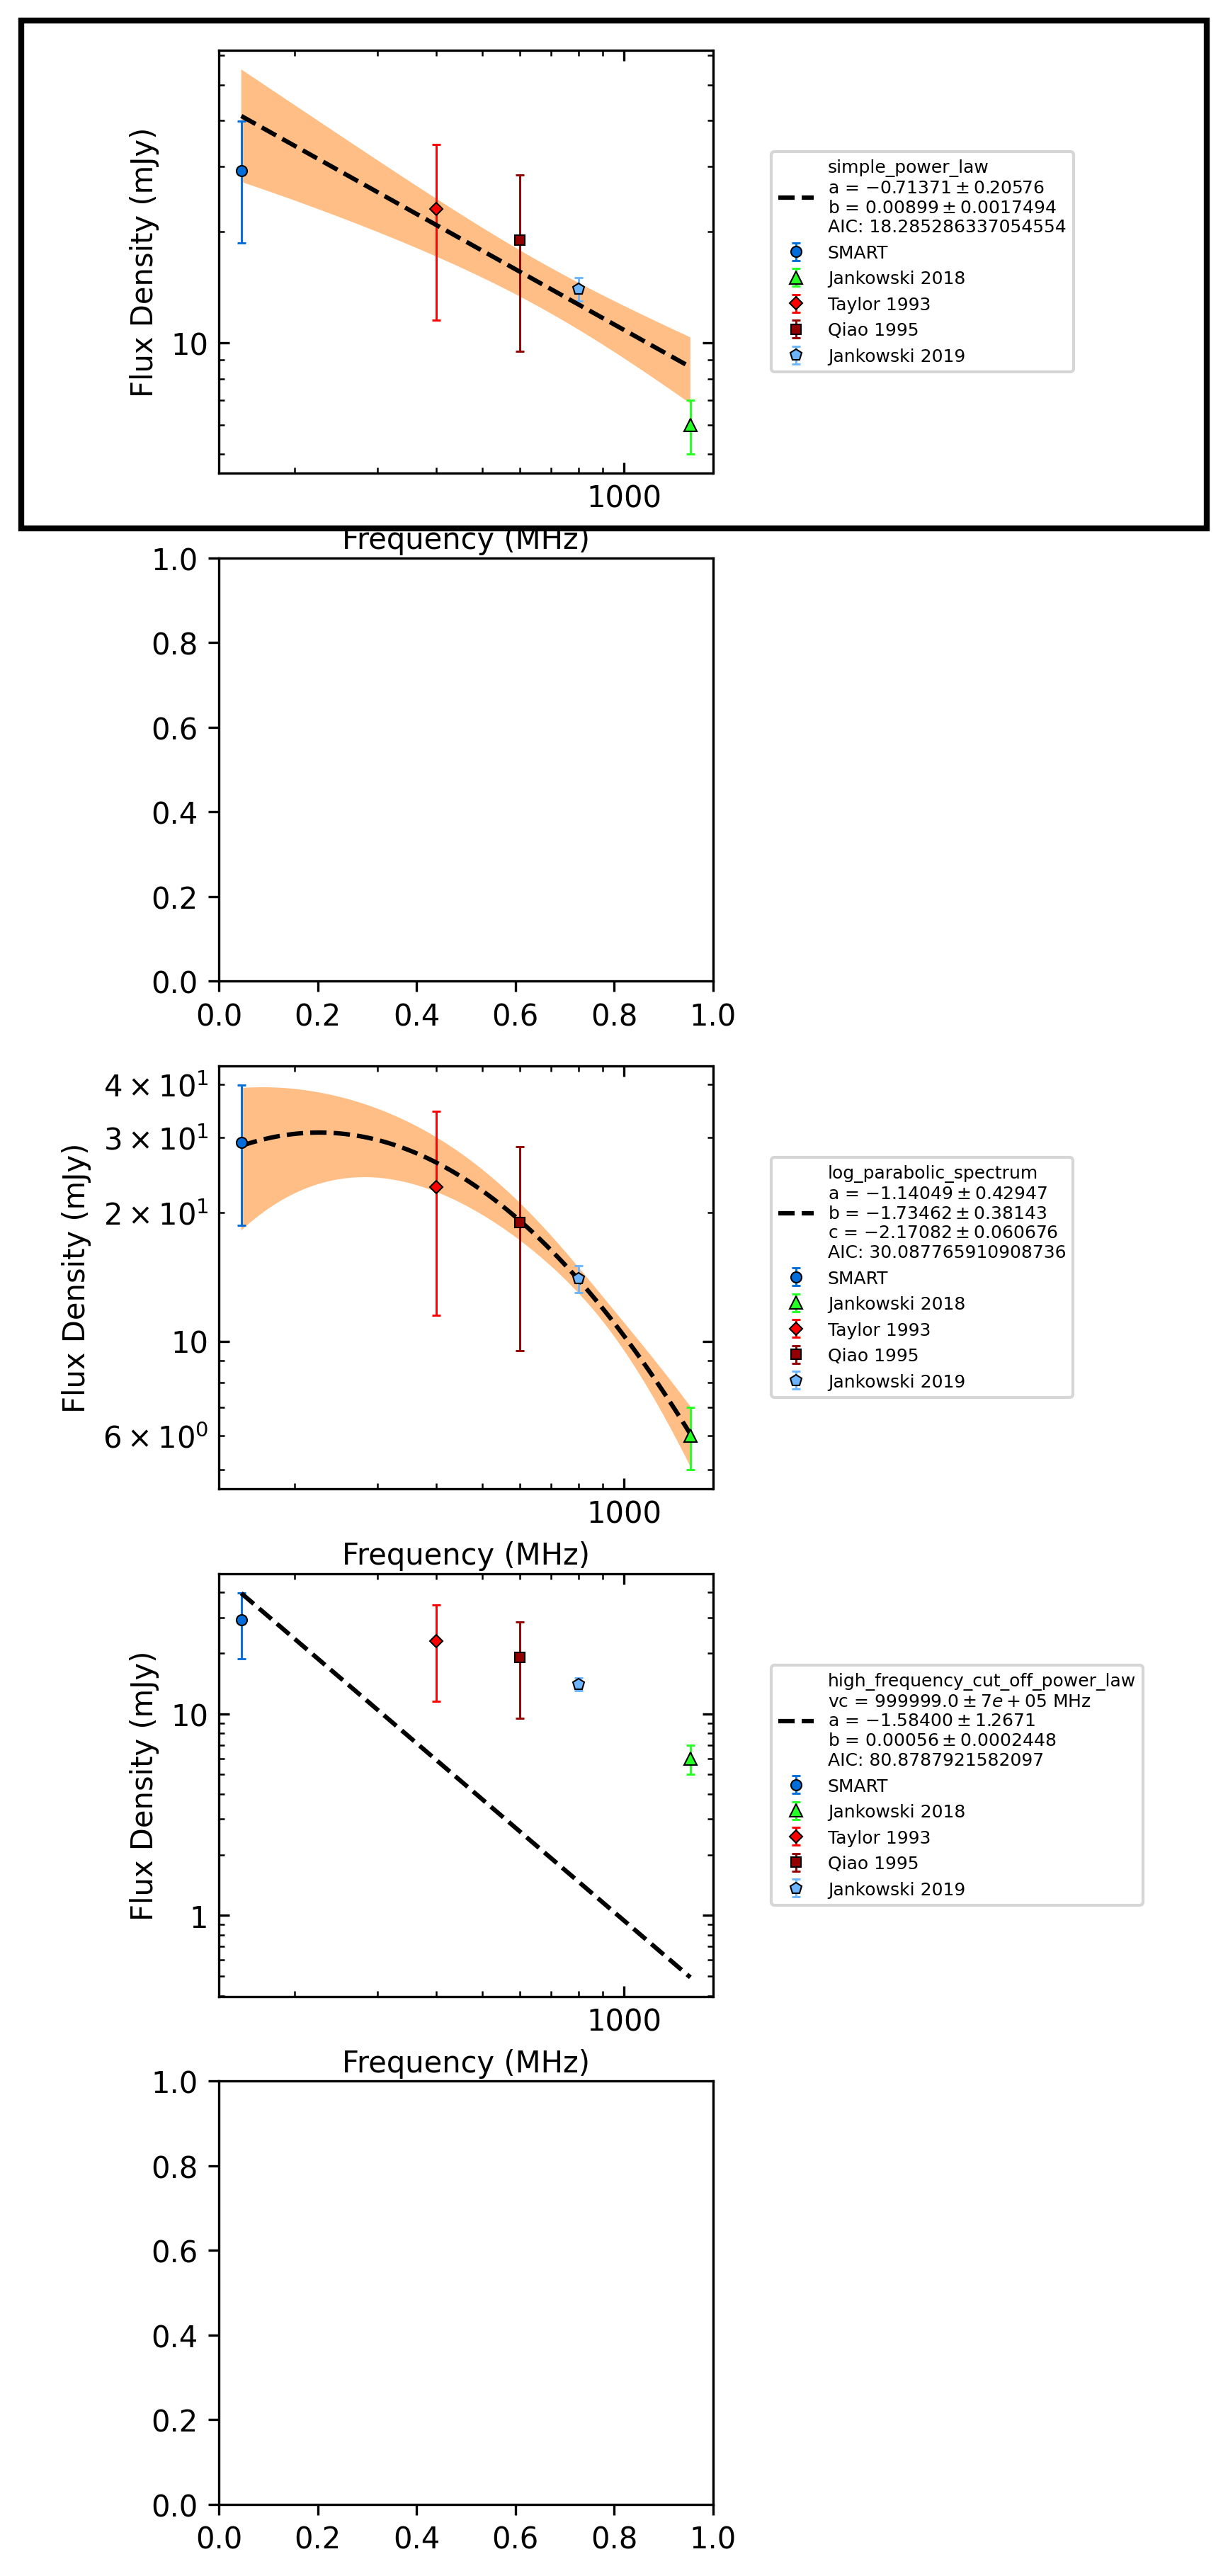 Flux Density (mJy)
10
1000
Frequency (MHz)
simple_power_law
a = −0.71371 ± 0.20576
b = 0.00899 ± 0.0017494
AIC: 18.285286337054554
SMART
Jankowski 2018
Taylor 1993
Qiao 1995
Jankowski 2019
1.0
0.8
0.6
0.4
0.2
0.0
0.0 0.2 0.4 0.6 0.8 1.0
Flux Density (mJy)
4 × 10¹
3 × 10¹
2 × 10¹
10
6 × 10⁰
1000
Frequency (MHz)
log_parabolic_spectrum
a = −1.14049 ± 0.42947
b = −1.73462 ± 0.38143
c = −2.17082 ± 0.060676
AIC: 30.087765910908736
SMART
Jankowski 2018
Taylor 1993
Qiao 1995
Jankowski 2019
Flux Density (mJy)
10
1
1000
Frequency (MHz)
high_frequency_cut_off_power_law
vc = 999999.0 ± 7e + 05 MHz
a = −1.58400 ± 1.2671
b = 0.00056 ± 0.0002448
AIC: 80.8787921582097
SMART
Jankowski 2018
Taylor 1993
Qiao 1995
Jankowski 2019
1.0
0.8
0.6
0.4
0.2
0.0
0.0 0.2 0.4 0.6 0.8 1.0